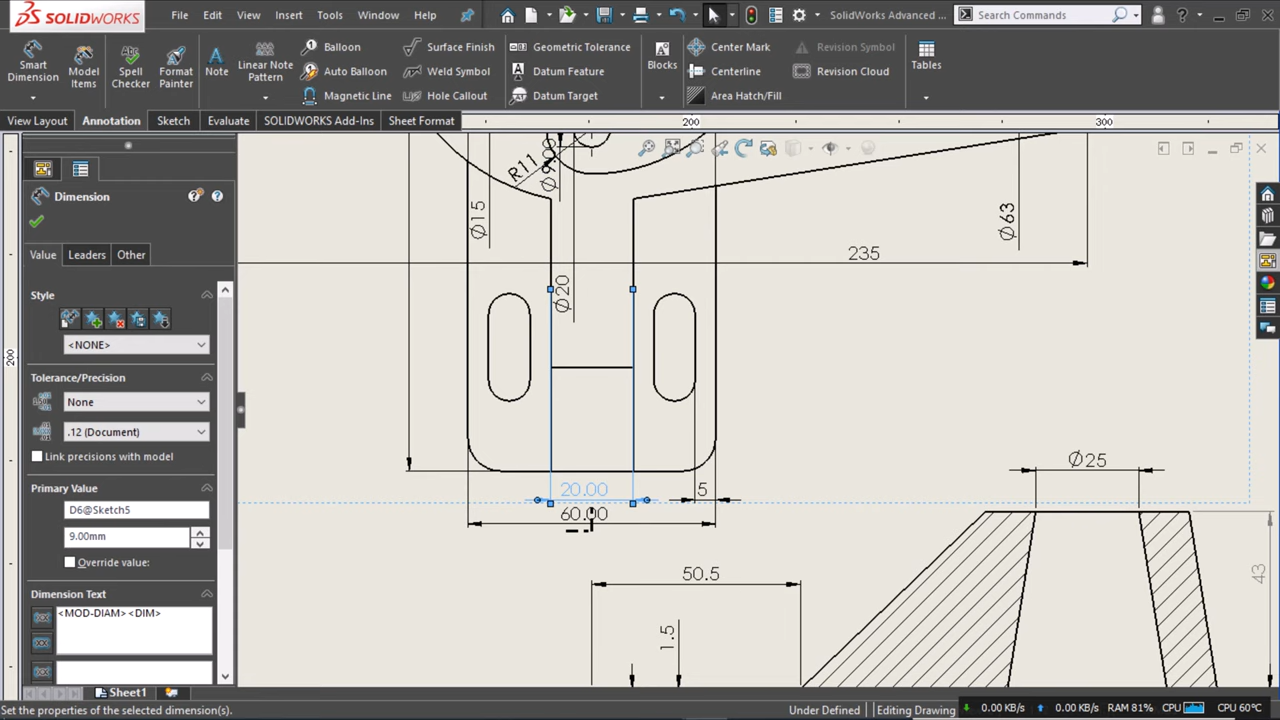 SOLIDWORKS File Edit View Insert Tools Window Help SolidWorks Advanced ... Search Commands
Smart Dimension
Model Items
Spell Checker
Format Painter
Note
Linear Note Pattern
Balloon
Auto Balloon
Magnetic Line
Surface Finish
Weld Symbol
Hole Callout
Geometric Tolerance
Datum Feature
Datum Target
Blocks
Center Mark
Centerline
Area Hatch/Fill
Revision Symbol
Revision Cloud
Tables
View Layout Annotation Sketch Evaluate SOLIDWORKS Add-Ins Sheet Format
200 300
200
Dimension
Value Leaders Other
Style
<NONE>
Tolerance/Precision
None
.12 (Document)
Link precisions with model
Primary Value
D6@Sketch5
9.00mm
Override value:
Dimension Text
<MOD-DIAM><DIM>
R11
Ø15
Ø63
235
Ø20
Ø25
20.00 5
60.00
50.5
43
1.5
Sheet1
Set the properties of the selected dimension(s). Under Defined Editing Drawing 0.00 KB/s 0.00 KB/s RAM 81% CPU CPU 60°C